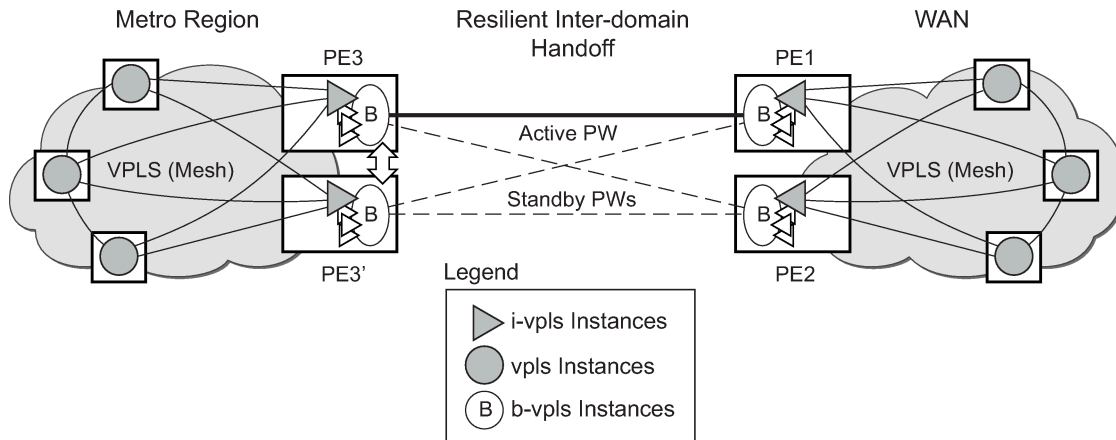 Metro Region
Resilient Inter-domain
Handoff
WAN
PE3
PE1
B
B
Active PW
VPLS (Mesh)
VPLS (Mesh)
Standby PWs
B
B
PE3'
PE2
Legend
i-vpls Instances
vpls Instances
B b-vpls Instances